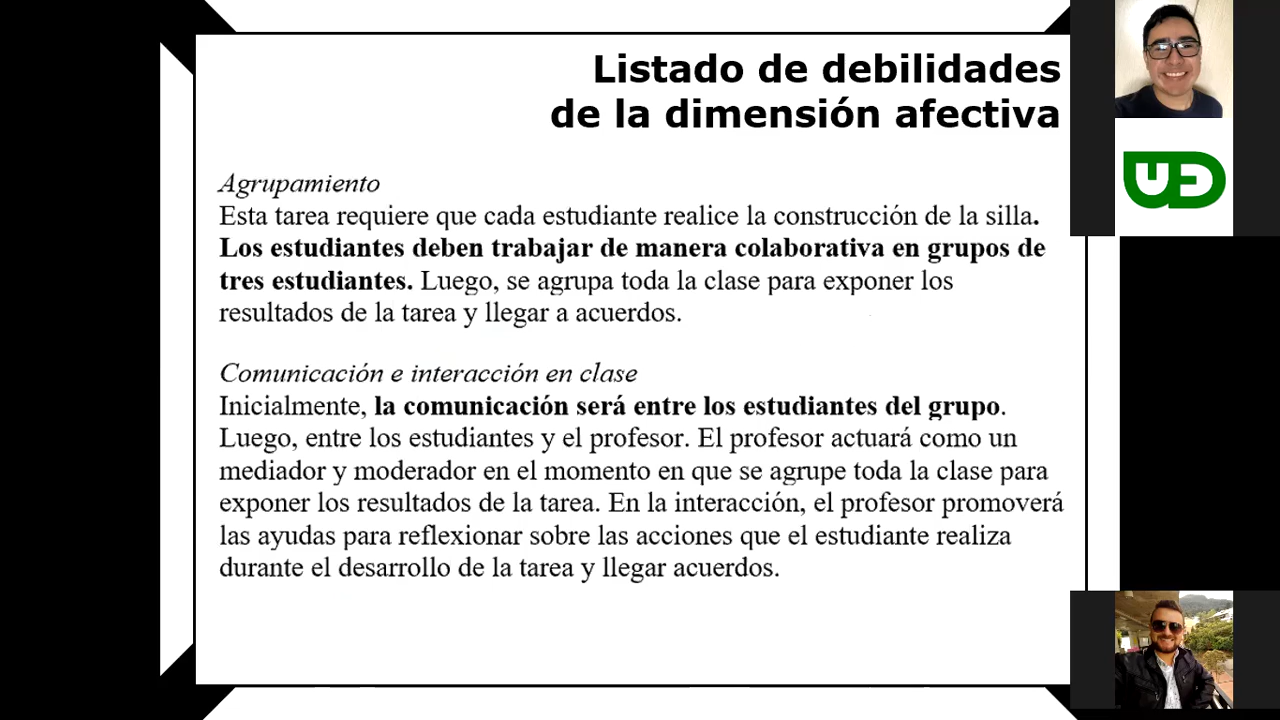 Listado de debilidades
de la dimensión afectiva
Agrupamiento
Esta tarea requiere que cada estudiante realice la construcción de la silla.
Los estudiantes deben trabajar de manera colaborativa en grupos de
tres estudiantes. Luego, se agrupa toda la clase para exponer los
resultados de la tarea y llegar a acuerdos.
Comunicación e interacción en clase
Inicialmente, la comunicación será entre los estudiantes del grupo.
Luego, entre los estudiantes y el profesor. El profesor actuará como un
mediador y moderador en el momento en que se agrupe toda la clase para
exponer los resultados de la tarea. En la interacción, el profesor promoverá
las ayudas para reflexionar sobre las acciones que el estudiante realiza
durante el desarrollo de la tarea y llegar acuerdos.